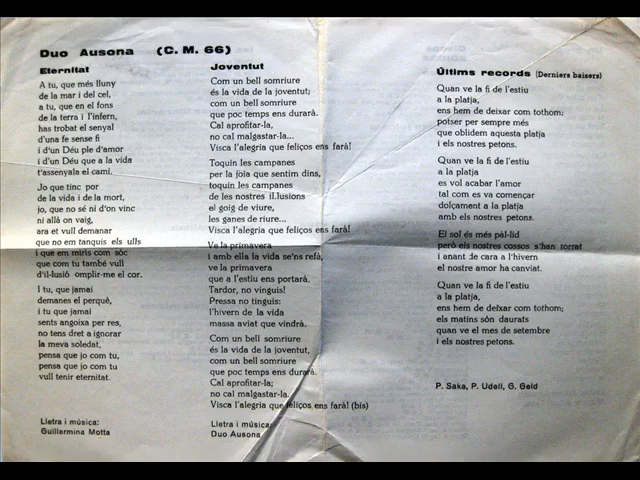 Duo Ausona (C. M. 66)
Eternitat
A tu, que més lluny
de la mar i del cel,
a tu, que en el fons
de la terra i l'infern,
has trobat el senyal
d'una fe sense fi
i d'un Déu ple d'amor
i d'un Déu que a la vida
t'assenyala el camí.
Jo que tinc por
de la vida i de la mort,
jo, que no sé ni d'on vinc
ni allà on vaig,
ara et vull demanar
que no em tanquis els ulls
i que em miris com sóc
que com tu també vull
d'il·lusió omplir-me el cor.
I tu, que jamai
demanes el perquè,
i tu que jamai
sents angoixa per res,
no tens dret a ignorar
la meva soledat,
pensa que jo com tu,
pensa que jo com tu
vull tenir eternitat.
Lletra i música:
Guillermina Motta
Joventut
Com un bell somriure
és la vida de la joventut;
com un bell somriure
que poc temps ens durarà.
Cal aprofitar-la,
no cal malgastar-la...
Visca l'alegria que feliços ens farà!
Toquin les campanes
per la joia que sentim dins,
toquin les campanes
de les nostres il.lusions
el goig de viure,
les ganes de riure...
Visca l'alegria que feliços ens farà!
Ve la primavera
i amb ella la vida se'ns refà,
ve la primavera
que a l'estiu ens portarà.
Tardor, no vinguis!
Pressa no tinguis:
l'hivern de la vida
massa aviat que vindrà.
Com un bell somriure
és la vida de la joventut,
com un bell somriure
que poc temps ens durarà.
Cal aprofitar-la;
no cal malgastar-la.
Visca l'alegria que feliços ens farà! (bis)
Lletra i música:
Duo Ausona
Últims records (Derniers baisers)
Quan ve la fi de l'estiu
a la platja,
ens hem de deixar com tothom;
potser per sempre més
que oblidem aquesta platja
i els nostres petons.
Quan ve la fi de l'estiu
a la platja
es vol acabar l'amor
tal com es va començar
dolçament a la platja
amb els nostres petons.
El sol és més pàl·lid
però els nostres cossos s'han torrat
i anant de cara a l'hivern
el nostre amor ha canviat.
Quan ve la fi de l'estiu
a la platja,
ens hem de deixar com tothom;
els matins són daurats
quan ve el mes de setembre
i els nostres petons.
P. Saka, P. Udell, G. Geld